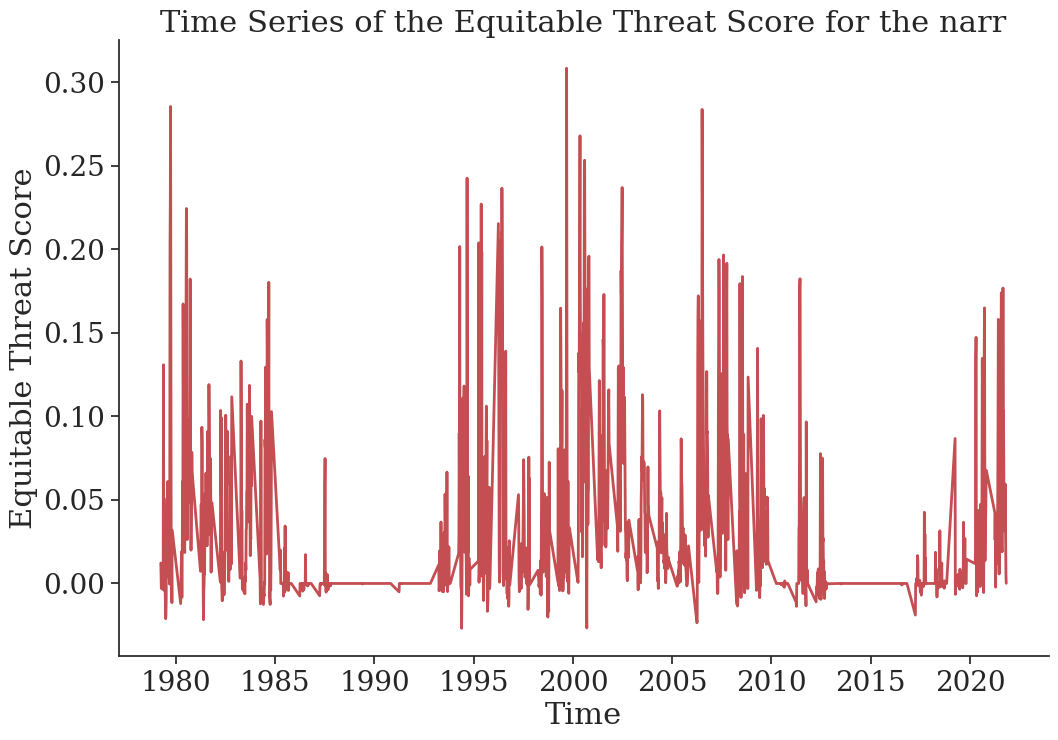 Time Series of the Equitable Threat Score for the narr
Equitable Threat Score
0.30
0.25
0.20
0.15
0.10
0.05
0.00
1980 1985 1990 1995 2000 2005 2010 2015 2020
Time